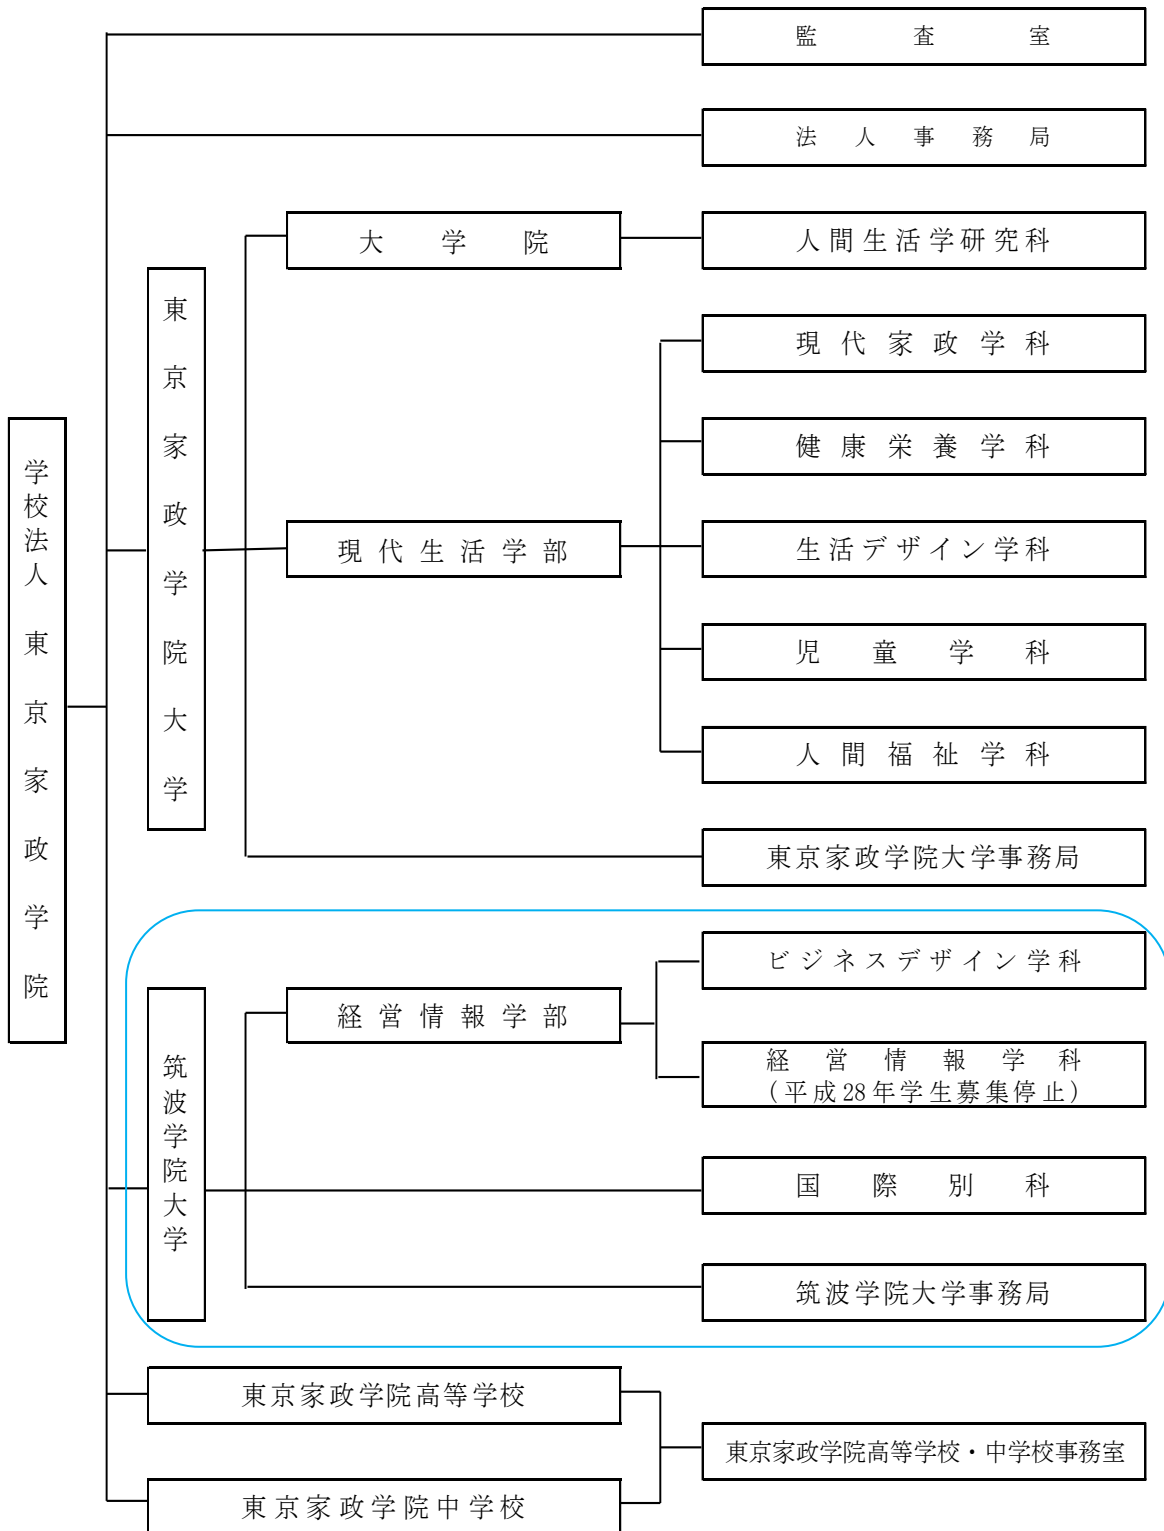 監査室
法人事務局
大学院
人間生活学研究科
東京家政学院大学
現代家政学科
健康栄養学科
学校法人東京家政学院
現代生活学部
生活デザイン学科
児童学科
人間福祉学科
東京家政学院大学事務局
ビジネスデザイン学科
筑波学院大学
経営情報学部
経営情報学科
(平成28年学生募集停止)
国際別科
筑波学院大学事務局
東京家政学院高等学校
東京家政学院高等学校・中学校事務室
東京家政学院中学校